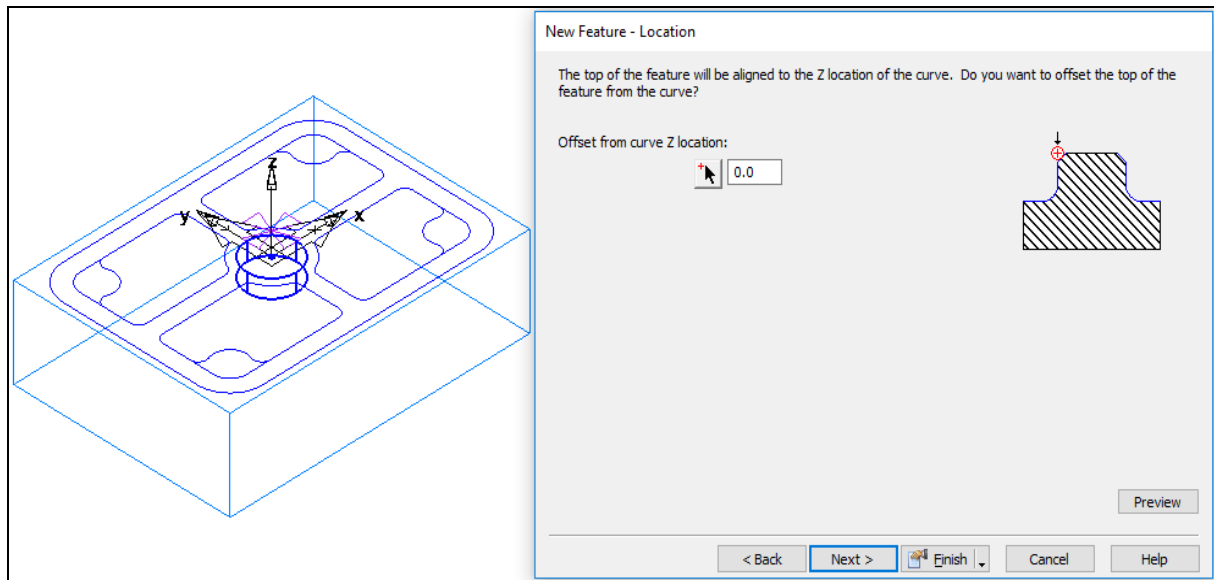 New Feature - Location
The top of the feature will be aligned to the Z location of the curve. Do you want to offset the top of the
feature from the curve?
Offset from curve Z location:
0.0
z
y
x
Preview
< Back
Next >
Finish
Cancel
Help